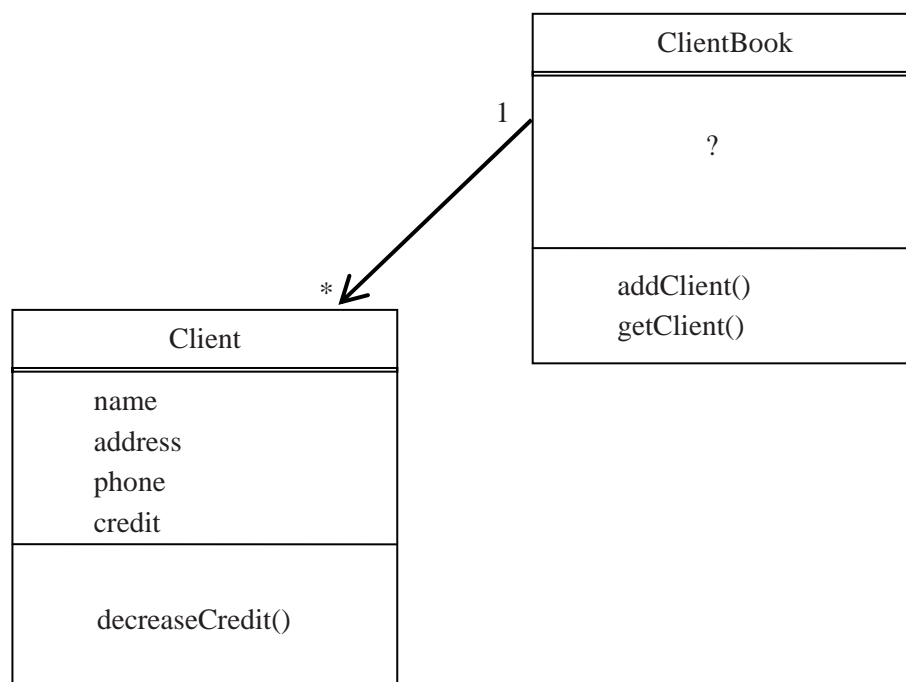 ClientBook
1
?
*
addClient()
getClient()
Client
name
address
phone
credit
decreaseCredit()